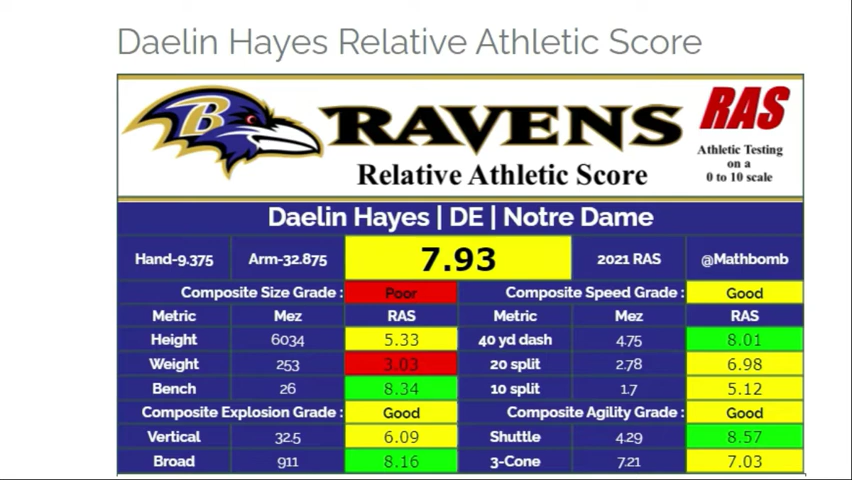 Daelin Hayes Relative Athletic Score
B
RAVENS
RAS
Relative Athletic Score
Athletic Testing
on a
0 to 10 scale
Daelin Hayes | DE | Notre Dame
Hand-9.375 Arm-32.875 7.93 2021 RAS @Mathbomb
Composite Size Grade : Poor Composite Speed Grade : Good
Metric Mez RAS Metric Mez RAS
Height 6034 5.33 40 yd dash 4.75 8.01
Weight 253 3.03 20 split 2.78 6.98
Bench 26 8.34 10 split 1.7 5.12
Composite Explosion Grade : Good Composite Agility Grade : Good
Vertical 32.5 6.09 Shuttle 4.29 8.57
Broad 911 8.16 3-Cone 7.21 7.03